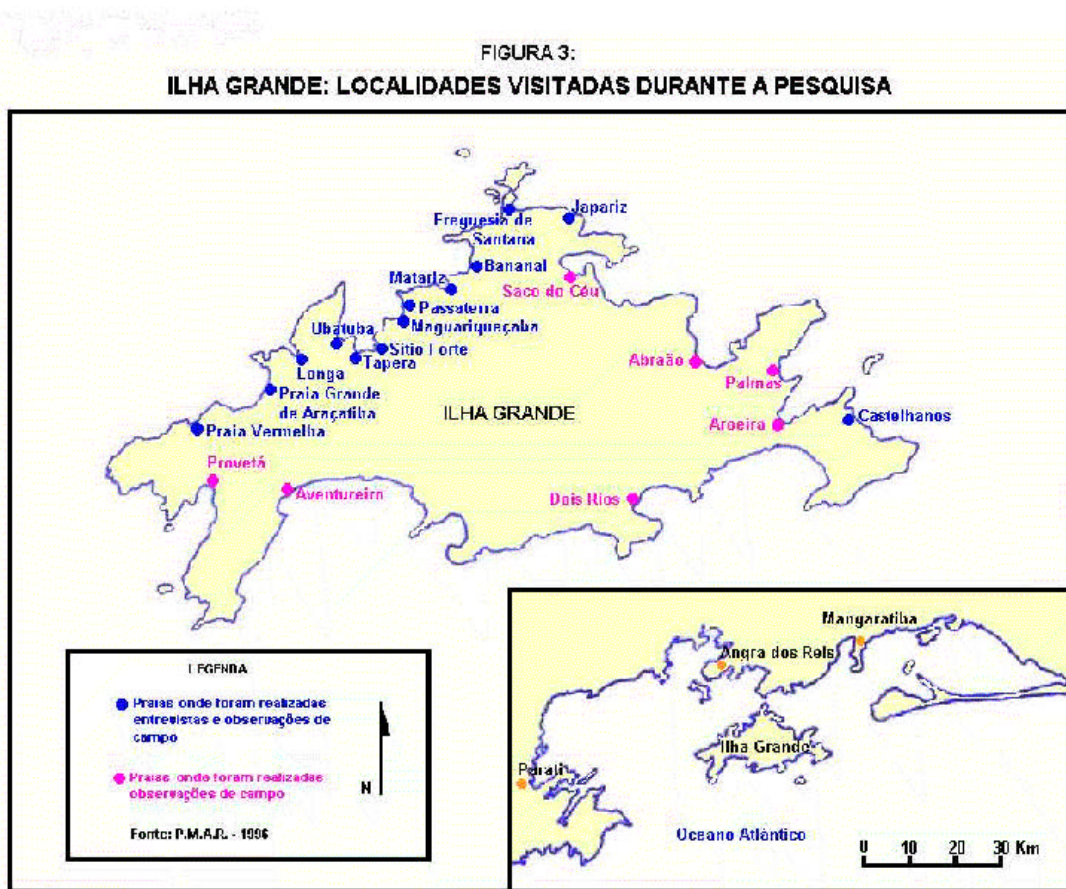 FIGURA 3:
ILHA GRANDE: LOCALIDADES VISITADAS DURANTE A PESQUISA
Japariz
Freguesia de
Santana
Bananal
Matariz
Saco do Céu
Passaterra
Maguariqueçaba
Ubatuba
Sítio Forte
Tapera
Longa
Abraão
Palmas
Praia Grande
de Araçatiba
ILHA GRANDE
Castelhanos
Aroeira
Praia Vermelha
Provetá
Aventureiro
Dois Rios
LEGENDA
Praias onde foram realizadas
entrevistas e observações de
campo
Praias onde foram realizadas
observações de campo
N
Fonte: P.M.A.R. - 1996
Mangaratiba
Angra dos Reis
Ilha Grande
Parati
Oceano Atlântico
0 10 20 30 Km